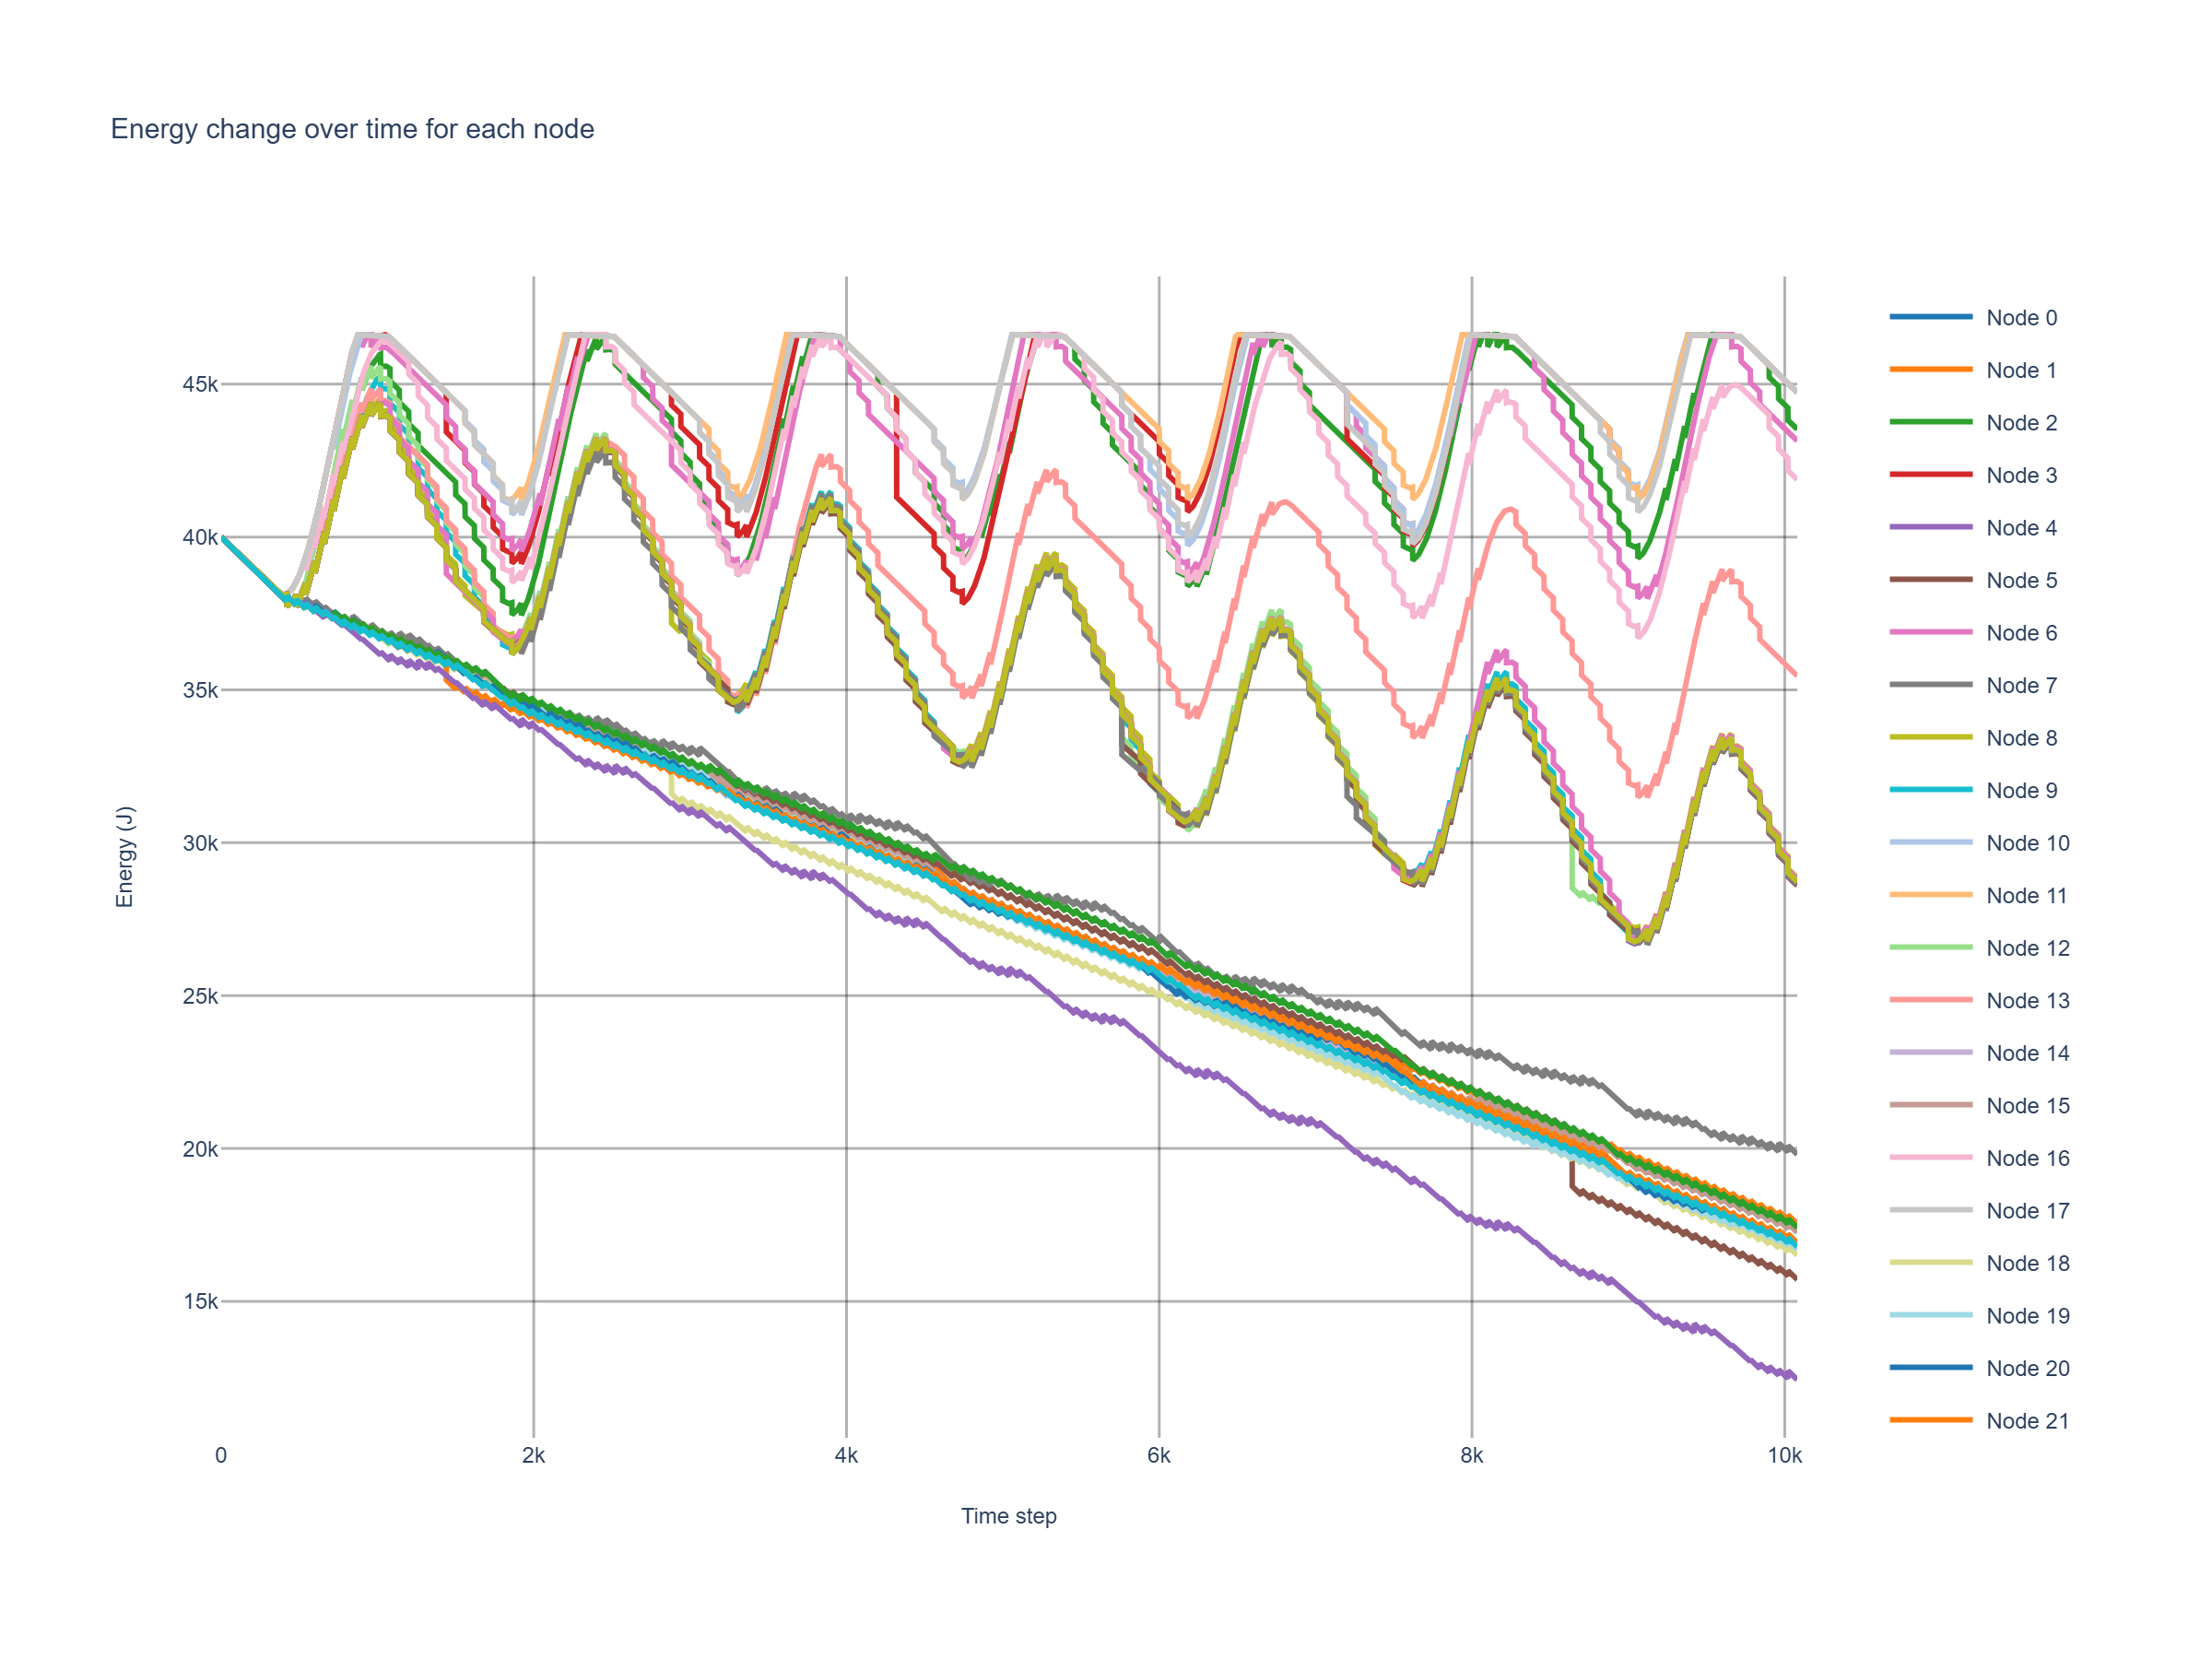 Energy change over time for each node
45k
40k
35k
30k
25k
20k
15k
Energy (J)
0
2k
4k
6k
8k
10k
Time step
Node 0
Node 1
Node 2
Node 3
Node 4
Node 5
Node 6
Node 7
Node 8
Node 9
Node 10
Node 11
Node 12
Node 13
Node 14
Node 15
Node 16
Node 17
Node 18
Node 19
Node 20
Node 21